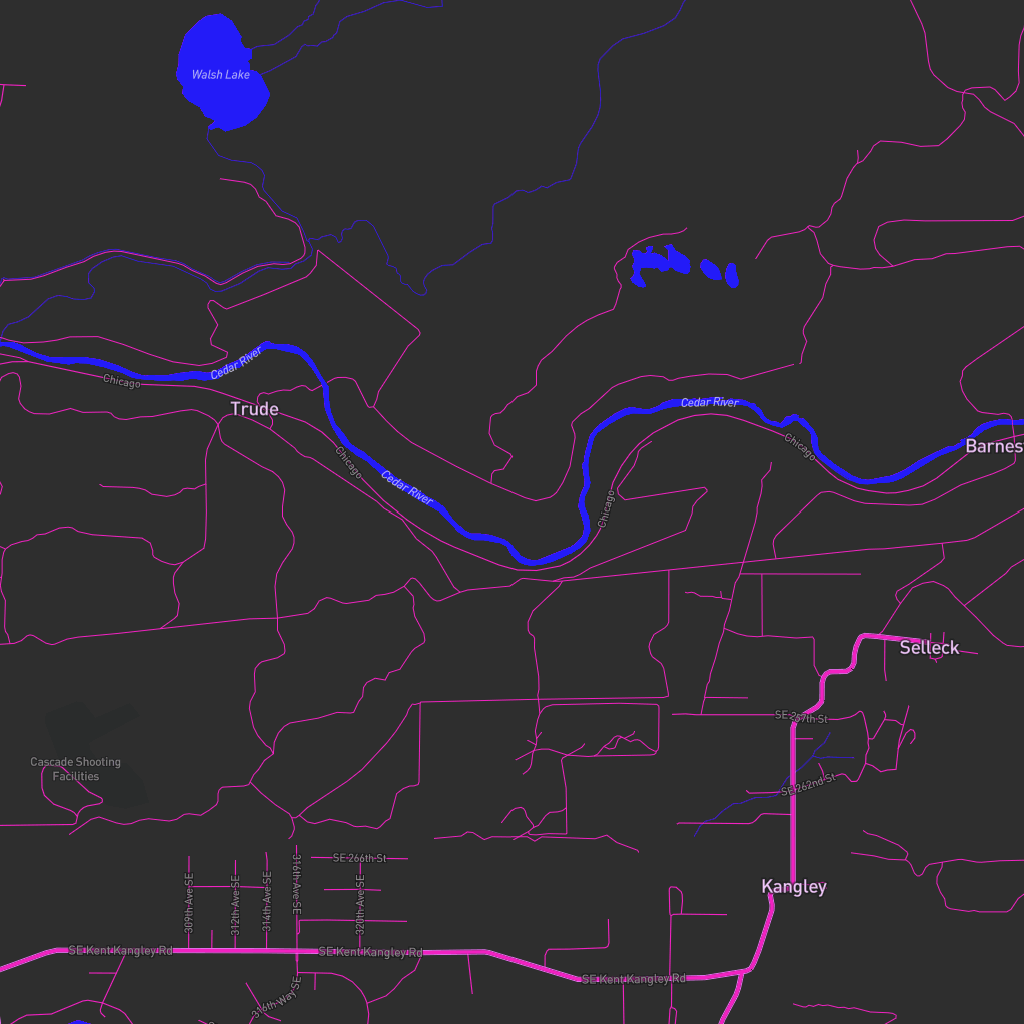 Walsh Lake
Cedar River
Chicago
Trude
Cedar River
Chicago
Barnes
Chicago
Cedar River
Chicago
Selleck
SE 257th St
Cascade Shooting
Facilities
SE 262nd St
SE 266th St
309th Ave SE
312th Ave SE
314th Ave SE
316th Ave SE
320th Ave SE
Kangley
SE Kent Kangley Rd
SE Kent Kangley Rd
SE Kent Kangley Rd
316th Way SE